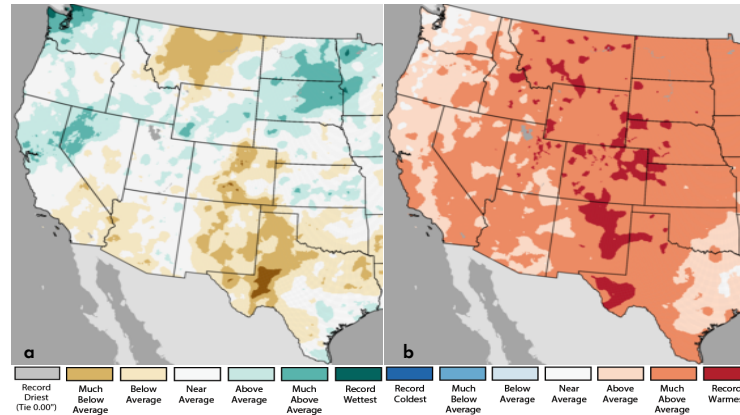 a
b
Record
Driest
(Tie 0.00")
Much
Below
Average
Below
Average
Near
Average
Above
Average
Much
Above
Average
Record
Wettest
Record
Coldest
Much
Below
Average
Below
Average
Near
Average
Above
Average
Much
Above
Average
Record
Warmes